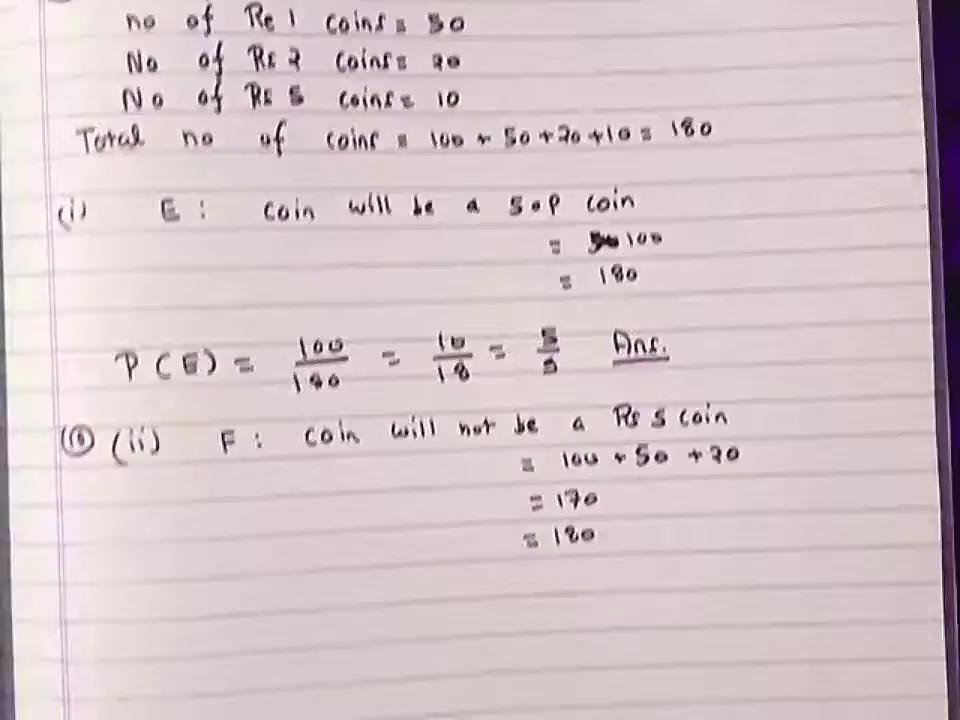 no of Re 1 coins = 50
No of Rs 2 coins = 20
No of Rs 5 coins = 10
Total no of coins = 100 + 50 + 20 + 10 = 180
(i) E : coin will be a 50 P coin
= 100
= 180
P (E) = 100/180 = 10/18 = 5/9 Ans.
(ii) F : coin will not be a Rs 5 coin
= 100 + 50 + 20
= 170
= 180